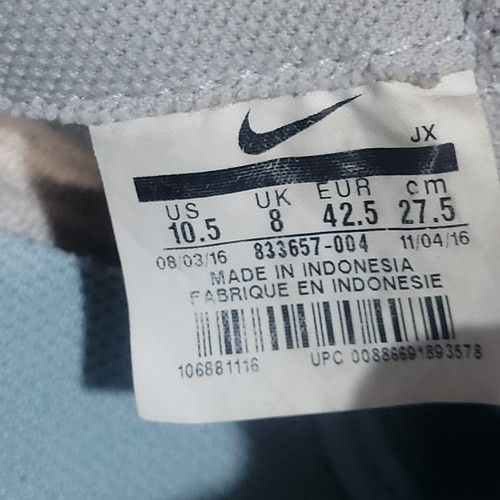 JX
US UK EUR cm
10.5 8 42.5 27.5
08/03/16 833657-004 11/04/16
MADE IN INDONESIA
FABRIQUE EN INDONESIE
106881116 UPC 00886691893578